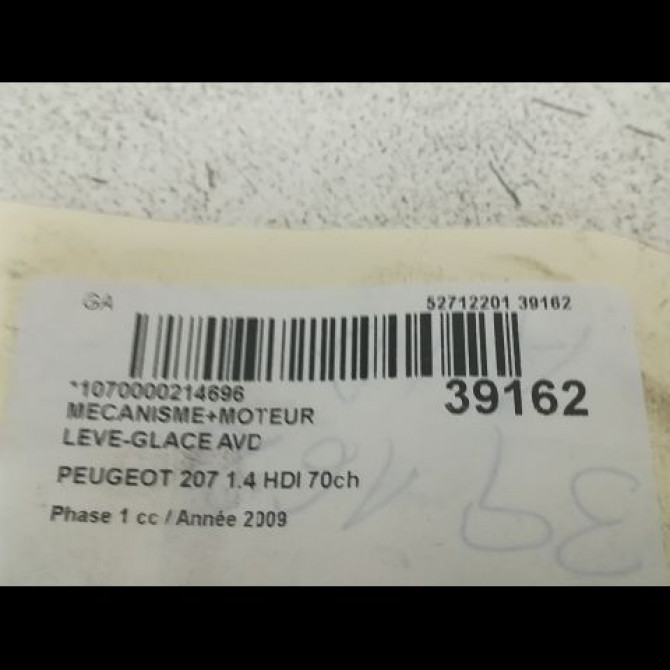 GA 52712201 39162
*1070000214696 39162
MECANISME+MOTEUR
LEVE-GLACE AVD
PEUGEOT 207 1.4 HDI 70ch
Phase 1 cc / Année 2009